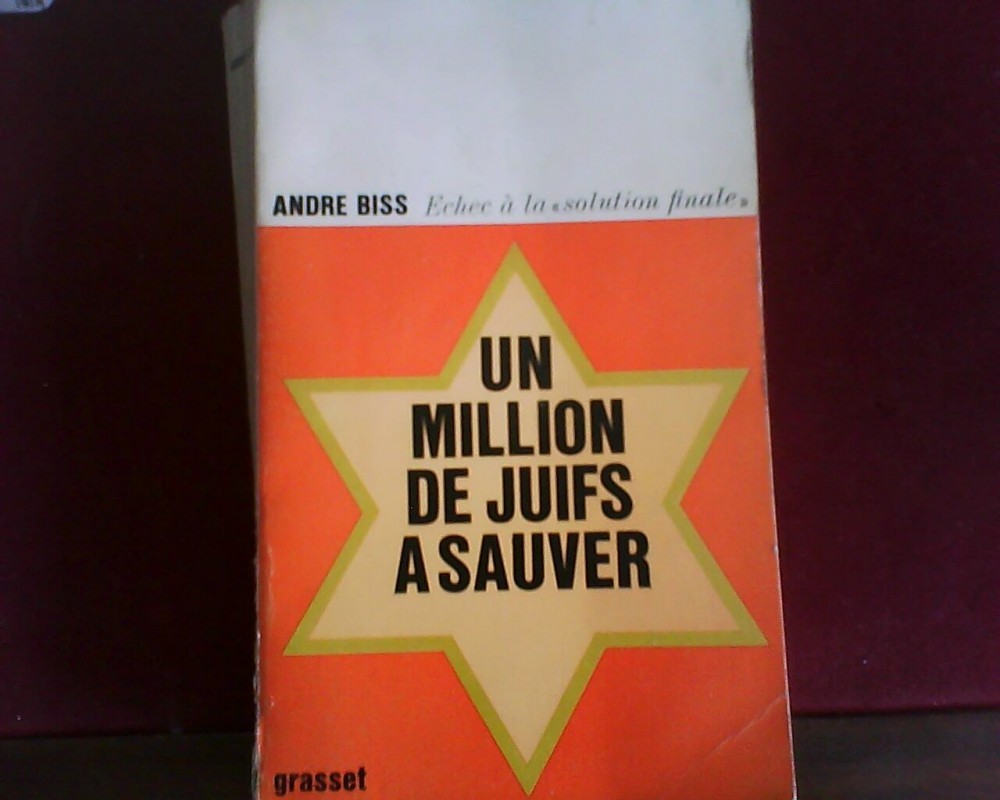 ANDRE BISS Echec à la «solution finale»
UN
MILLION
DE JUIFS
A SAUVER
grasset